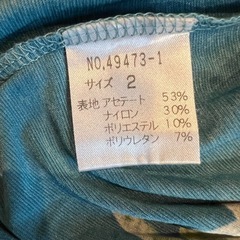 NO.49473-1
サイズ 2
表地 アセテート 53%
ナイロン 30%
ポリエステル 10%
ポリウレタン 7%